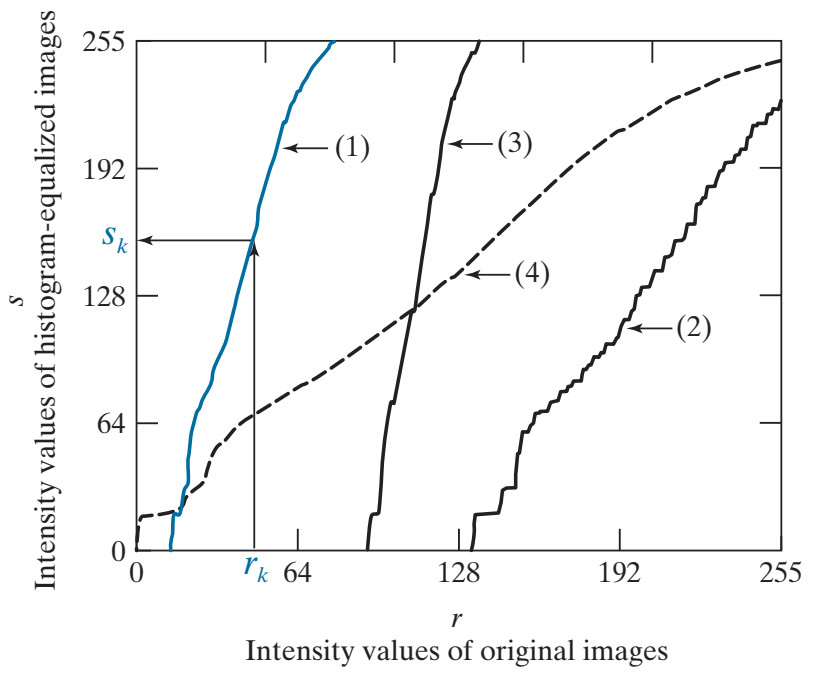 s
Intensity values of histogram-equalized images
255
192
128
64
0
s_k
(1)
(3)
(4)
(2)
0
r_k
64
128
192
255
r
Intensity values of original images